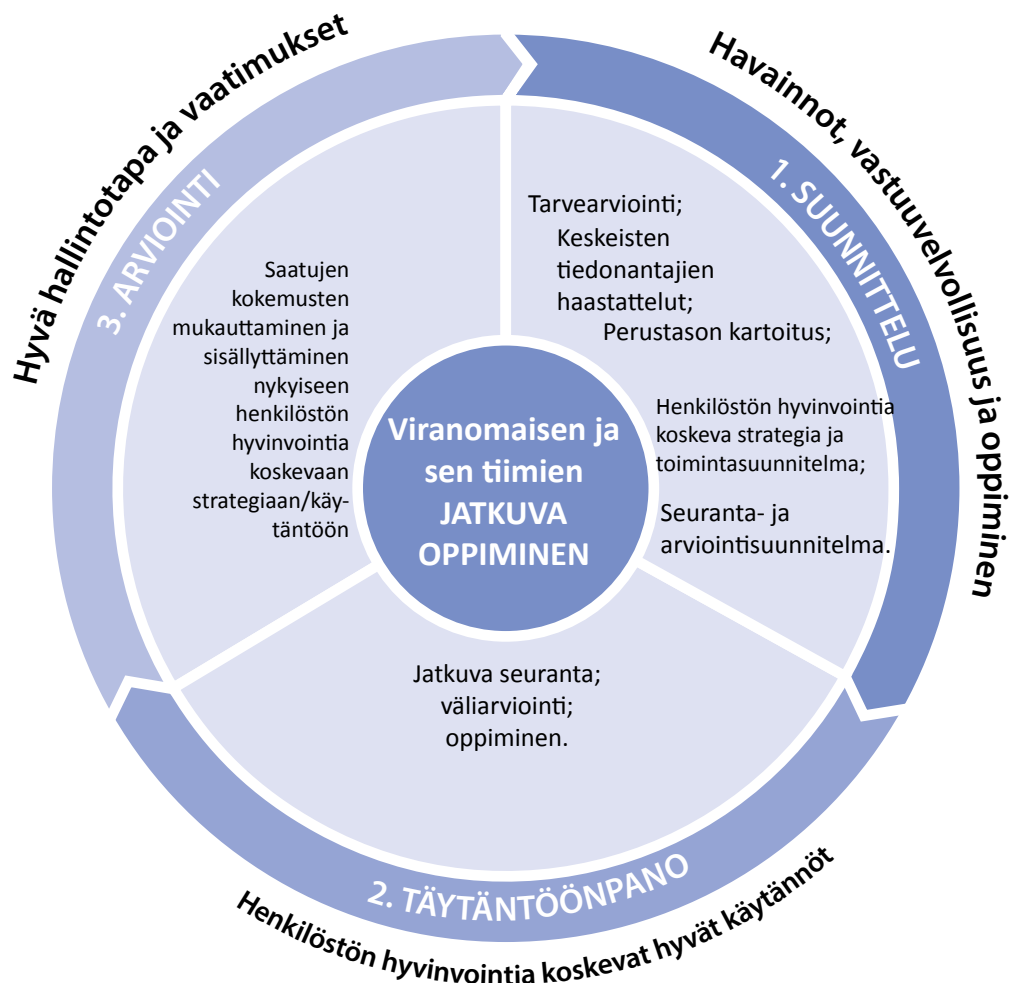 Havainnot, vastuuvelvollisuus ja oppiminen
1. SUUNNITTELU
Tarvearviointi;
Keskeisten
tiedonantajien
haastattelut;
Perustason kartoitus;
Henkilöstön hyvinvointia
koskeva strategia ja
toimintasuunnitelma;
Seuranta- ja
arviointisuunnitelma.
Henkilöstön hyvinvointia koskevat hyvät käytännöt
2. TÄYTÄNTÖÖNPANO
Jatkuva seuranta;
väliarviointi;
oppiminen.
Hyvä hallintotapa ja vaatimukset
3. ARVIOINTI
Saatujen
kokemusten
mukauttaminen ja
sisällyttäminen
nykyiseen
henkilöstön
hyvinvointia
koskevaan
strategiaan/käy-
täntöön
Viranomaisen ja
sen tiimien
JATKUVA
OPPIMINEN